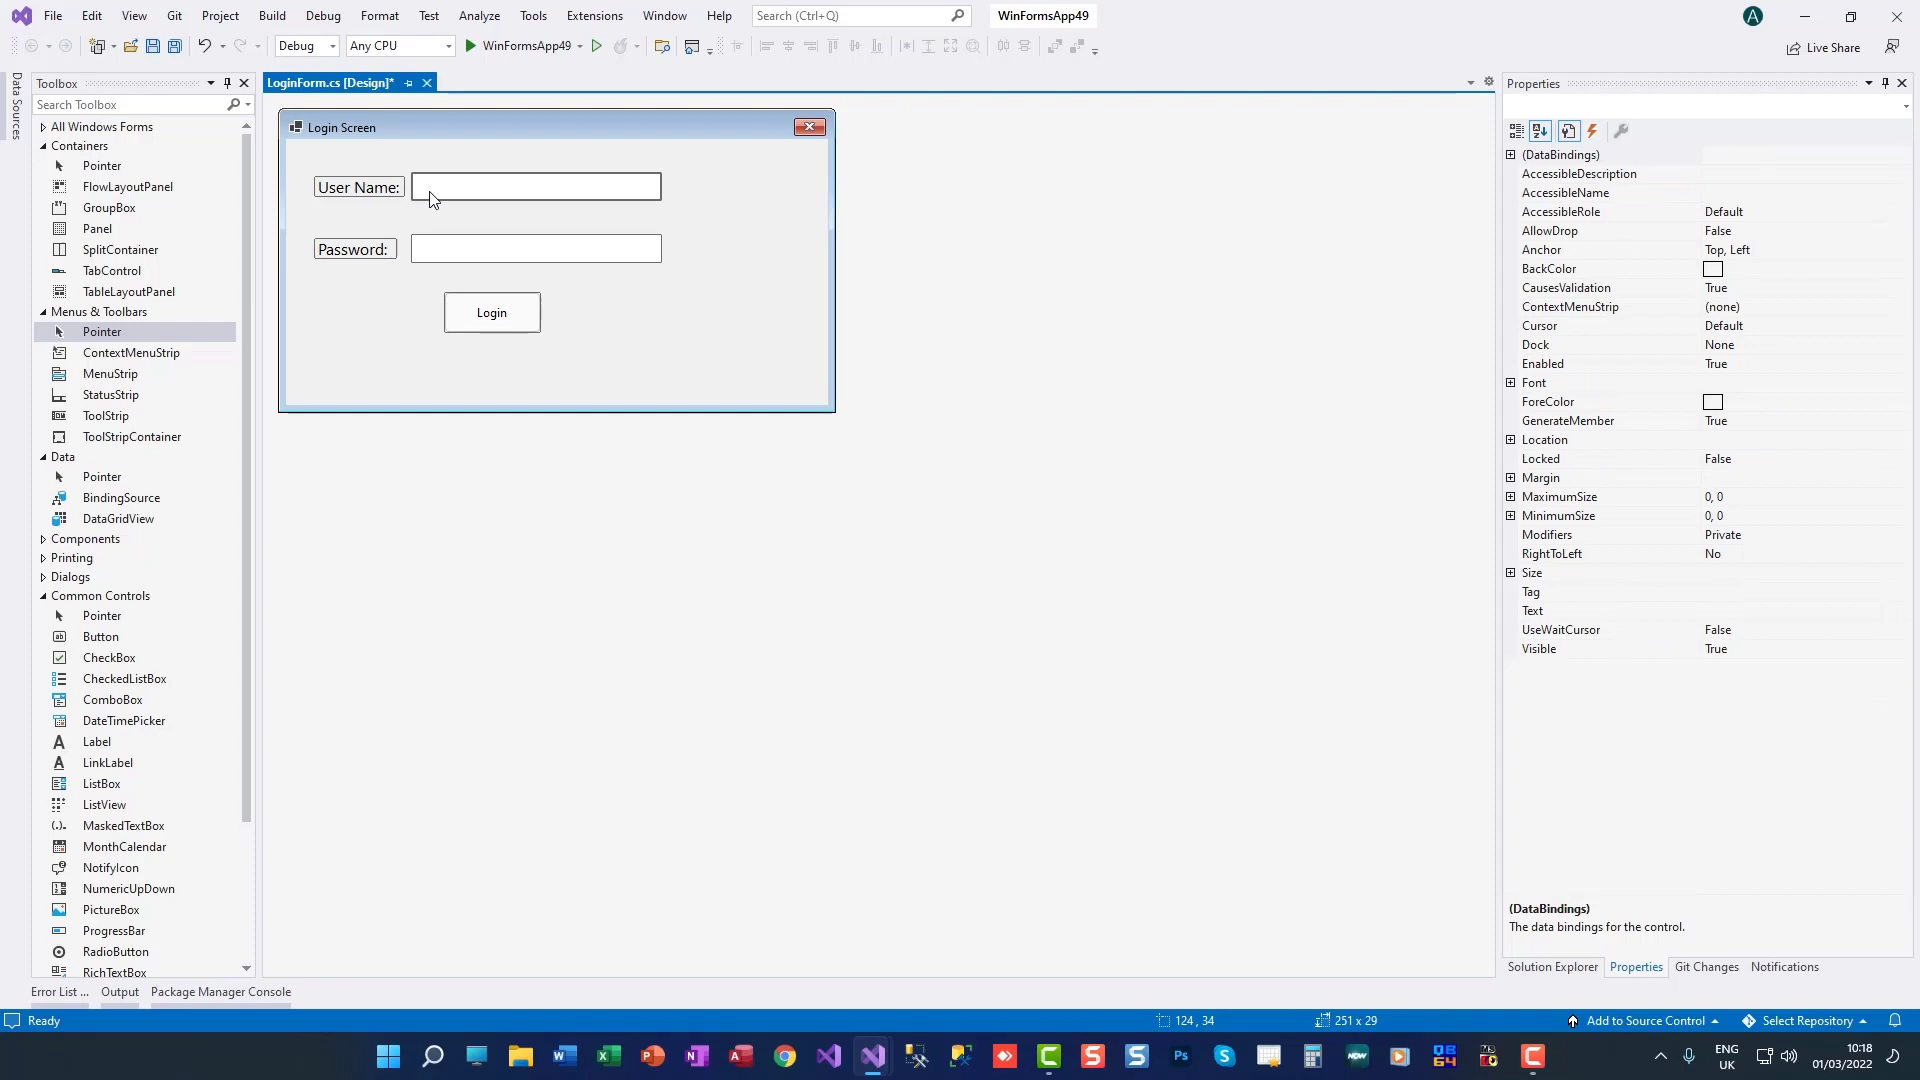 File Edit View Git Project Build Debug Format Test Analyze Tools Extensions Window Help Search (Ctrl+Q) WinFormsApp49
A
Debug Any CPU WinFormsApp49 Live Share
Data Sources
Toolbox
Search Toolbox
All Windows Forms
Containers
Pointer
FlowLayoutPanel
GroupBox
Panel
SplitContainer
TabControl
TableLayoutPanel
Menus & Toolbars
Pointer
ContextMenuStrip
MenuStrip
StatusStrip
ToolStrip
ToolStripContainer
Data
Pointer
BindingSource
DataGridView
Components
Printing
Dialogs
Common Controls
Pointer
Button
CheckBox
CheckedListBox
ComboBox
DateTimePicker
Label
LinkLabel
ListBox
ListView
MaskedTextBox
MonthCalendar
NotifyIcon
NumericUpDown
PictureBox
ProgressBar
RadioButton
RichTextBox
LoginForm.cs [Design]*
Login Screen
User Name:
Password:
Login
Properties
(DataBindings)
AccessibleDescription
AccessibleName
AccessibleRole Default
AllowDrop False
Anchor Top, Left
BackColor
CausesValidation True
ContextMenuStrip (none)
Cursor Default
Dock None
Enabled True
Font
ForeColor
GenerateMember True
Location
Locked False
Margin
MaximumSize 0, 0
MinimumSize 0, 0
Modifiers Private
RightToLeft No
Size
Tag
Text
UseWaitCursor False
Visible True
(DataBindings)
The data bindings for the control.
Solution Explorer Properties Git Changes Notifications
Error List ... Output Package Manager Console
Ready 124 , 34 251 x 29 Add to Source Control Select Repository
ENG
UK
10:18
01/03/2022